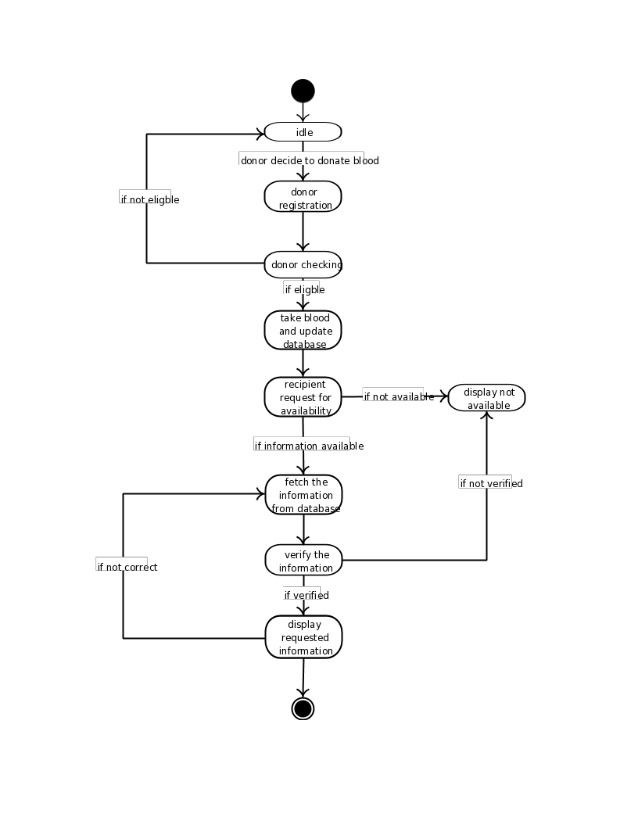 idle
donor decide to donate blood
donor
registration
if not eligble
donor checking
if eligble
take blood
and update
database
recipient
request for
availability
if not available
display not
available
if information available
fetch the
information
from database
if not verified
verify the
information
if not correct
if verified
display
requested
information